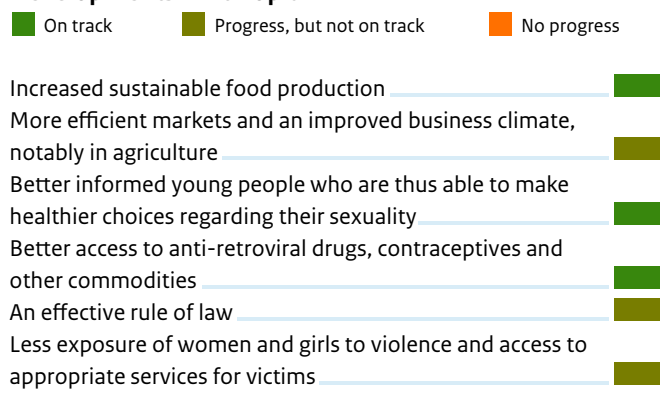 On track
Progress, but not on track
No progress
Increased sustainable food production
More efficient markets and an improved business climate,
notably in agriculture
Better informed young people who are thus able to make
healthier choices regarding their sexuality
Better access to anti-retroviral drugs, contraceptives and
other commodities
An effective rule of law
Less exposure of women and girls to violence and access to
appropriate services for victims